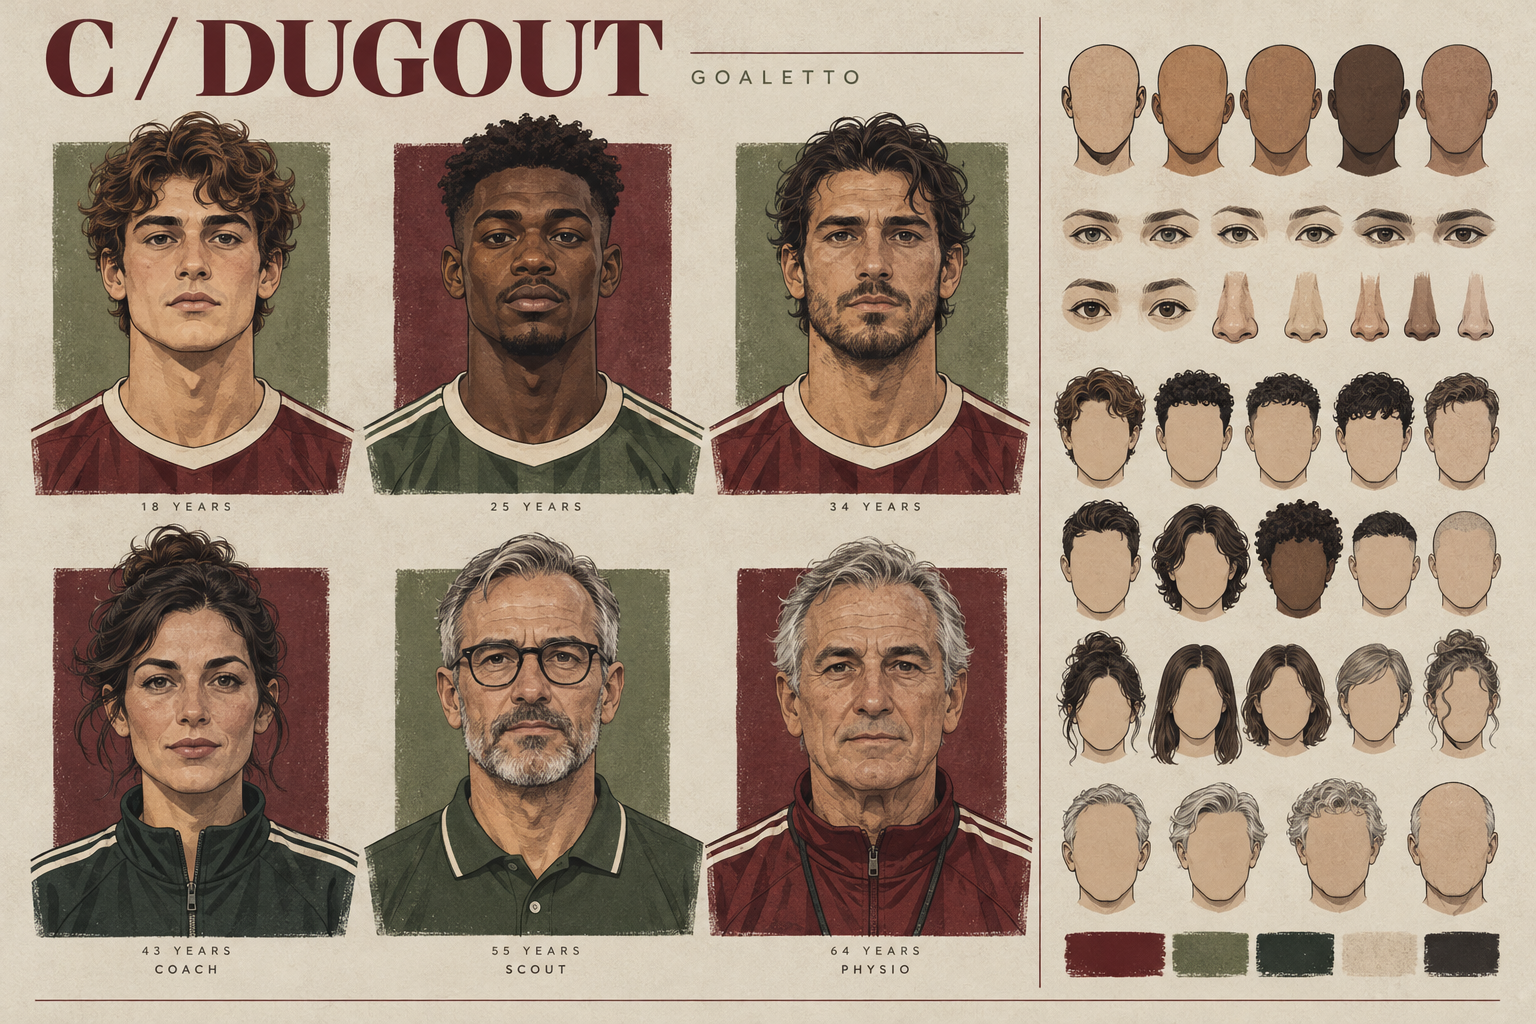 C / DUGOUT
GOALETTO
18 YEARS
25 YEARS
34 YEARS
43 YEARS
COACH
55 YEARS
SCOUT
64 YEARS
PHYSIO